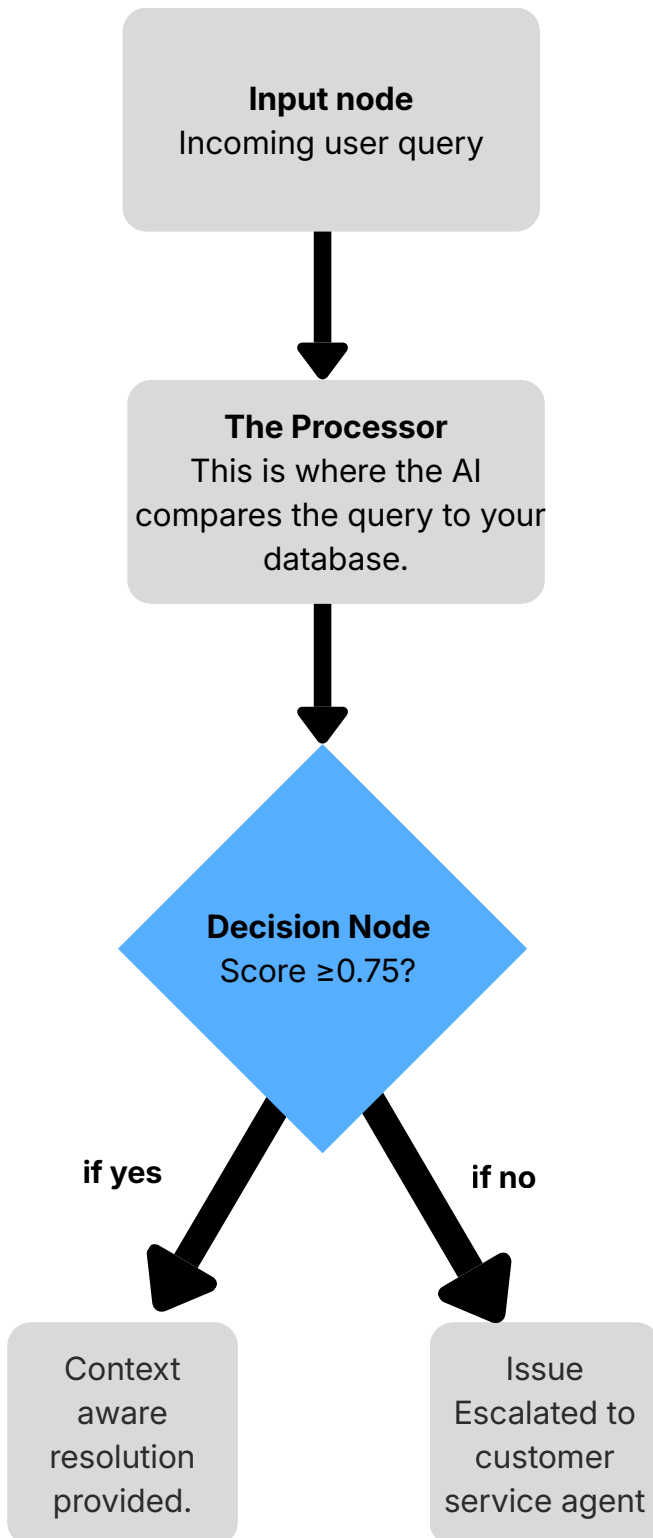 Input node
Incoming user query
The Processor
This is where the AI
compares the query to your
database.
Decision Node
Score ≥0.75?
if yes
if no
Context
aware
resolution
provided.
Issue
Escalated to
customer
service agent